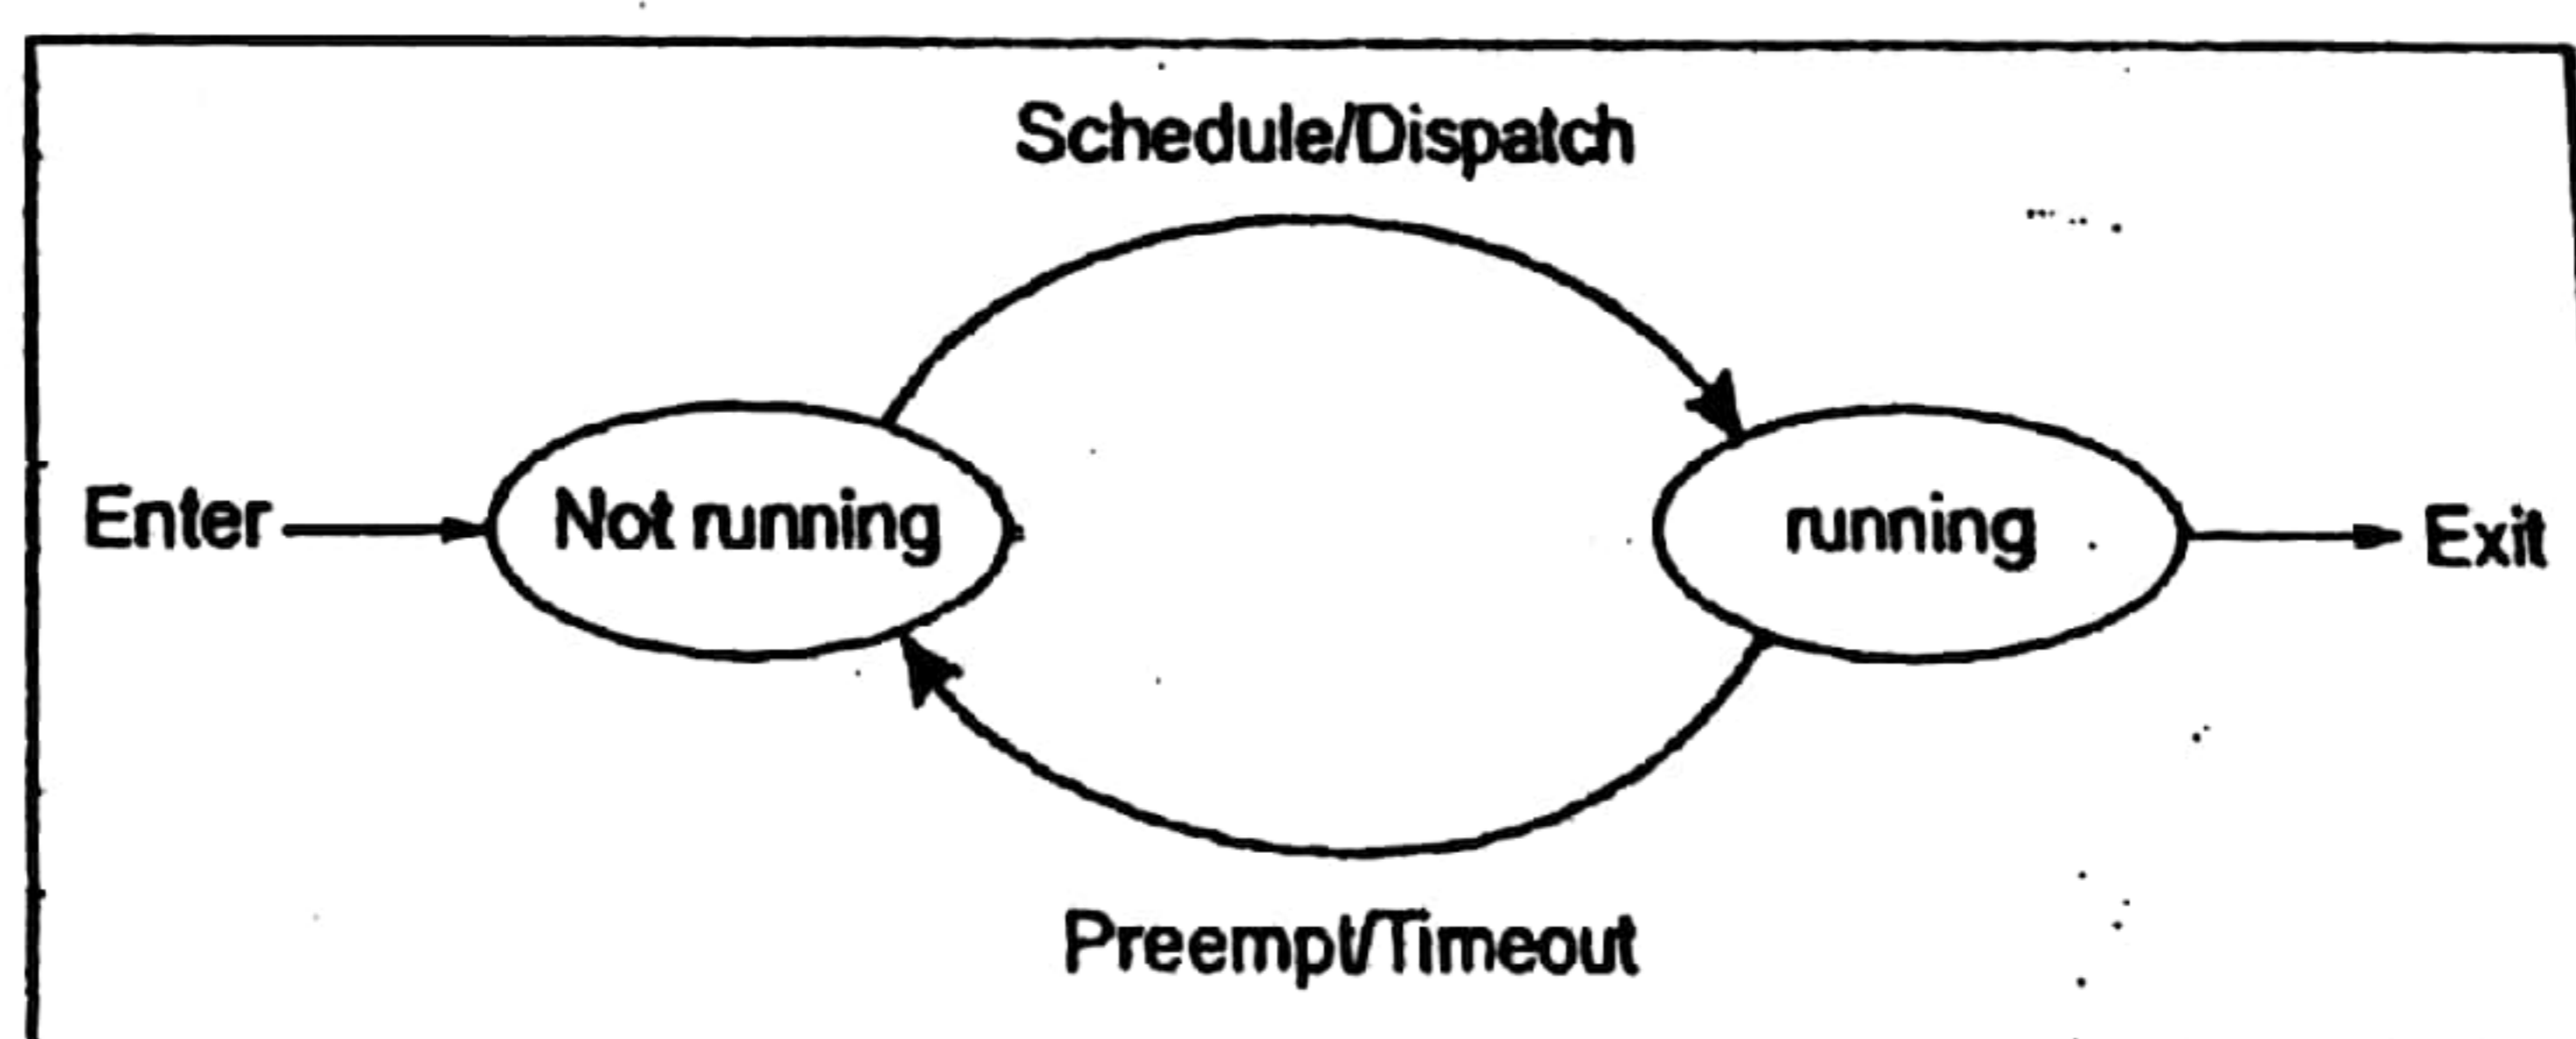 Schedule/Dispatch
Enter
Not running
running
Exit
Preempt/Timeout